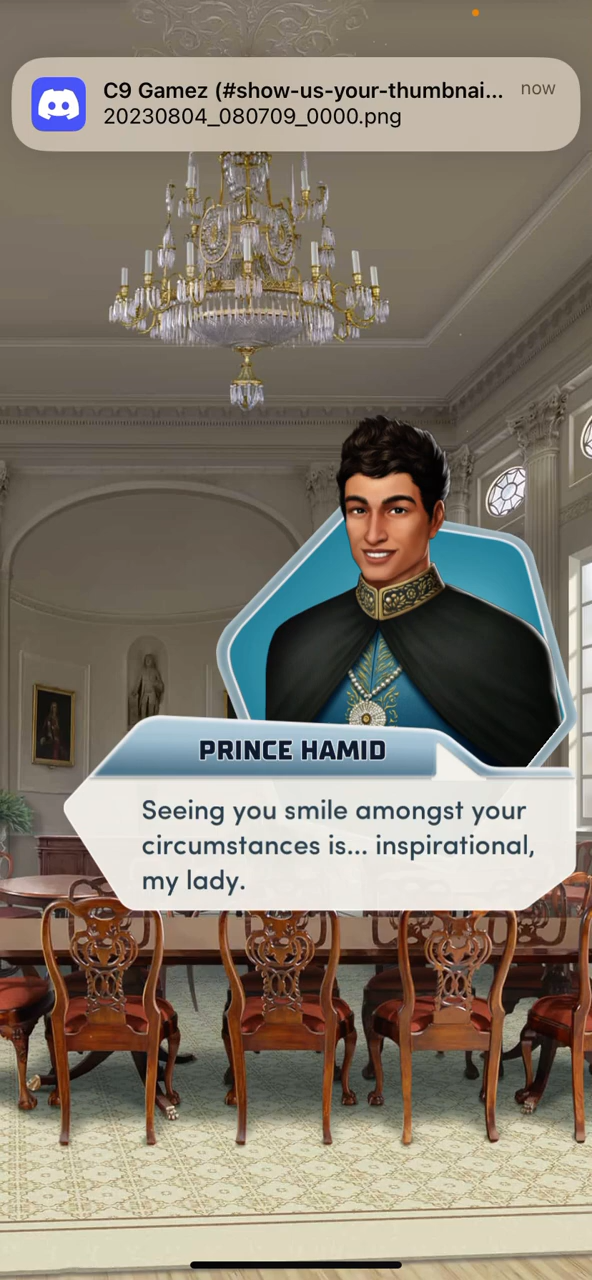 C9 Gamez (#show-us-your-thumbnai... now
20230804_080709_0000.png
PRINCE HAMID
Seeing you smile amongst your
circumstances is... inspirational,
my lady.